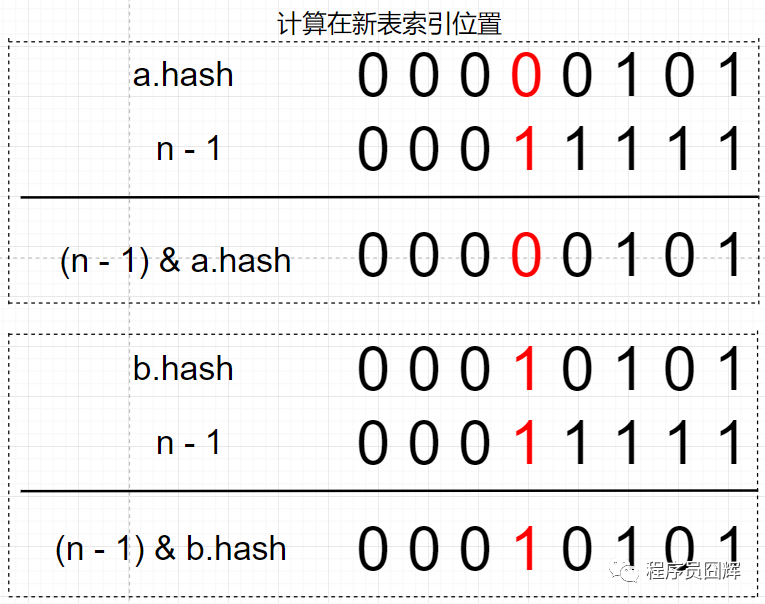 计算在新表索引位置
a.hash 0 0 0 0 0 1 0 1
n - 1 0 0 0 1 1 1 1 1
(n - 1) & a.hash 0 0 0 0 0 1 0 1
b.hash 0 0 0 1 0 1 0 1
n - 1 0 0 0 1 1 1 1 1
(n - 1) & b.hash 0 0 0 1 0 1 0 1
程序员囧辉